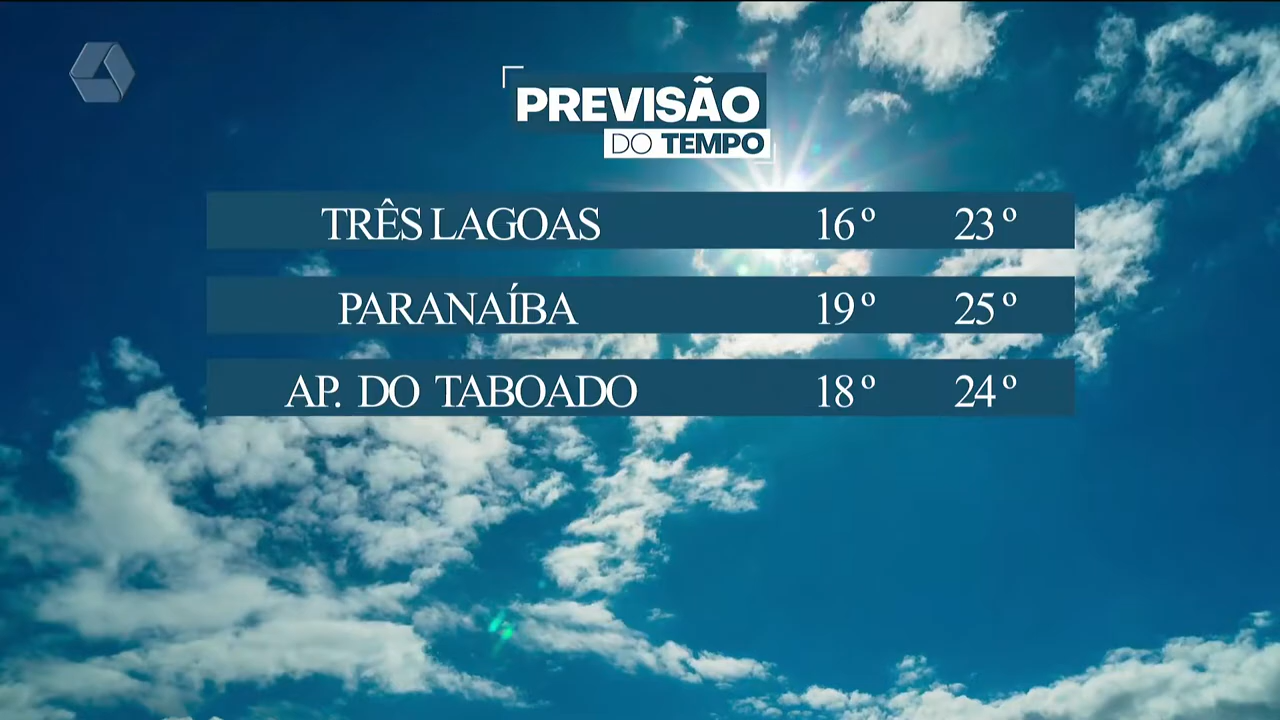 PREVISÃO
DO TEMPO
TRÊS LAGOAS 16º 23º
PARANAÍBA 19º 25º
AP. DO TABOADO 18º 24º